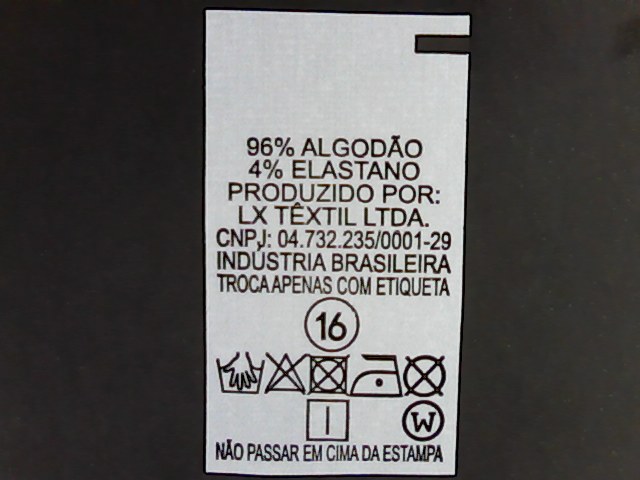 96% ALGODÃO
4% ELASTANO
PRODUZIDO POR:
LX TÊXTIL LTDA.
CNPJ: 04.732.235/0001-29
INDÚSTRIA BRASILEIRA
TROCA APENAS COM ETIQUETA
16
W
NÃO PASSAR EM CIMA DA ESTAMPA